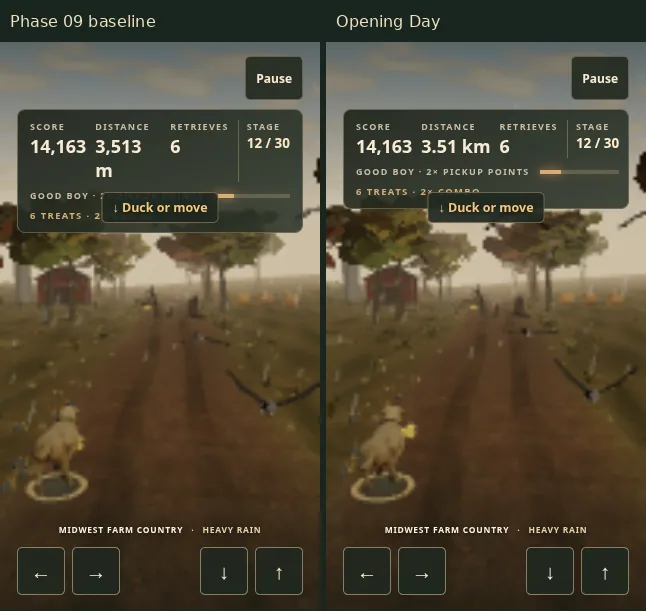 Phase 09 baseline
Pause
SCORE DISTANCE RETRIEVES STAGE
14,163 3,513 m 6 12 / 30
GOOD BOY ·
6 TREATS · 2
↓ Duck or move
MIDWEST FARM COUNTRY · HEAVY RAIN
← → ↓ ↑
Opening Day
Pause
SCORE DISTANCE RETRIEVES STAGE
14,163 3.51 km 6 12 / 30
GOOD BOY · 2× PICKUP POINTS
6 TREATS · 2× COMBO
↓ Duck or move
MIDWEST FARM COUNTRY · HEAVY RAIN
← → ↓ ↑